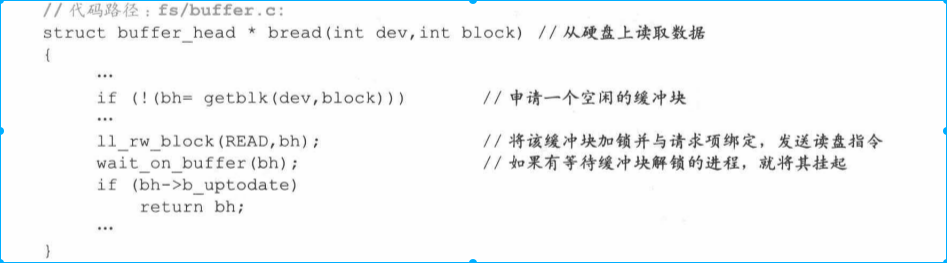 // 代码路径：fs/buffer.c:
struct buffer_head * bread(int dev,int block) // 从硬盘上读取数据
{
…
if (!(bh= getblk(dev,block))) // 申请一个空闲的缓冲块
…
ll_rw_block(READ,bh); // 将该缓冲块加锁并与请求项绑定，发送读盘指令
wait_on_buffer(bh); // 如果有等待缓冲块解锁的进程，就将其挂起
if (bh->b_uptodate)
return bh;
…
}